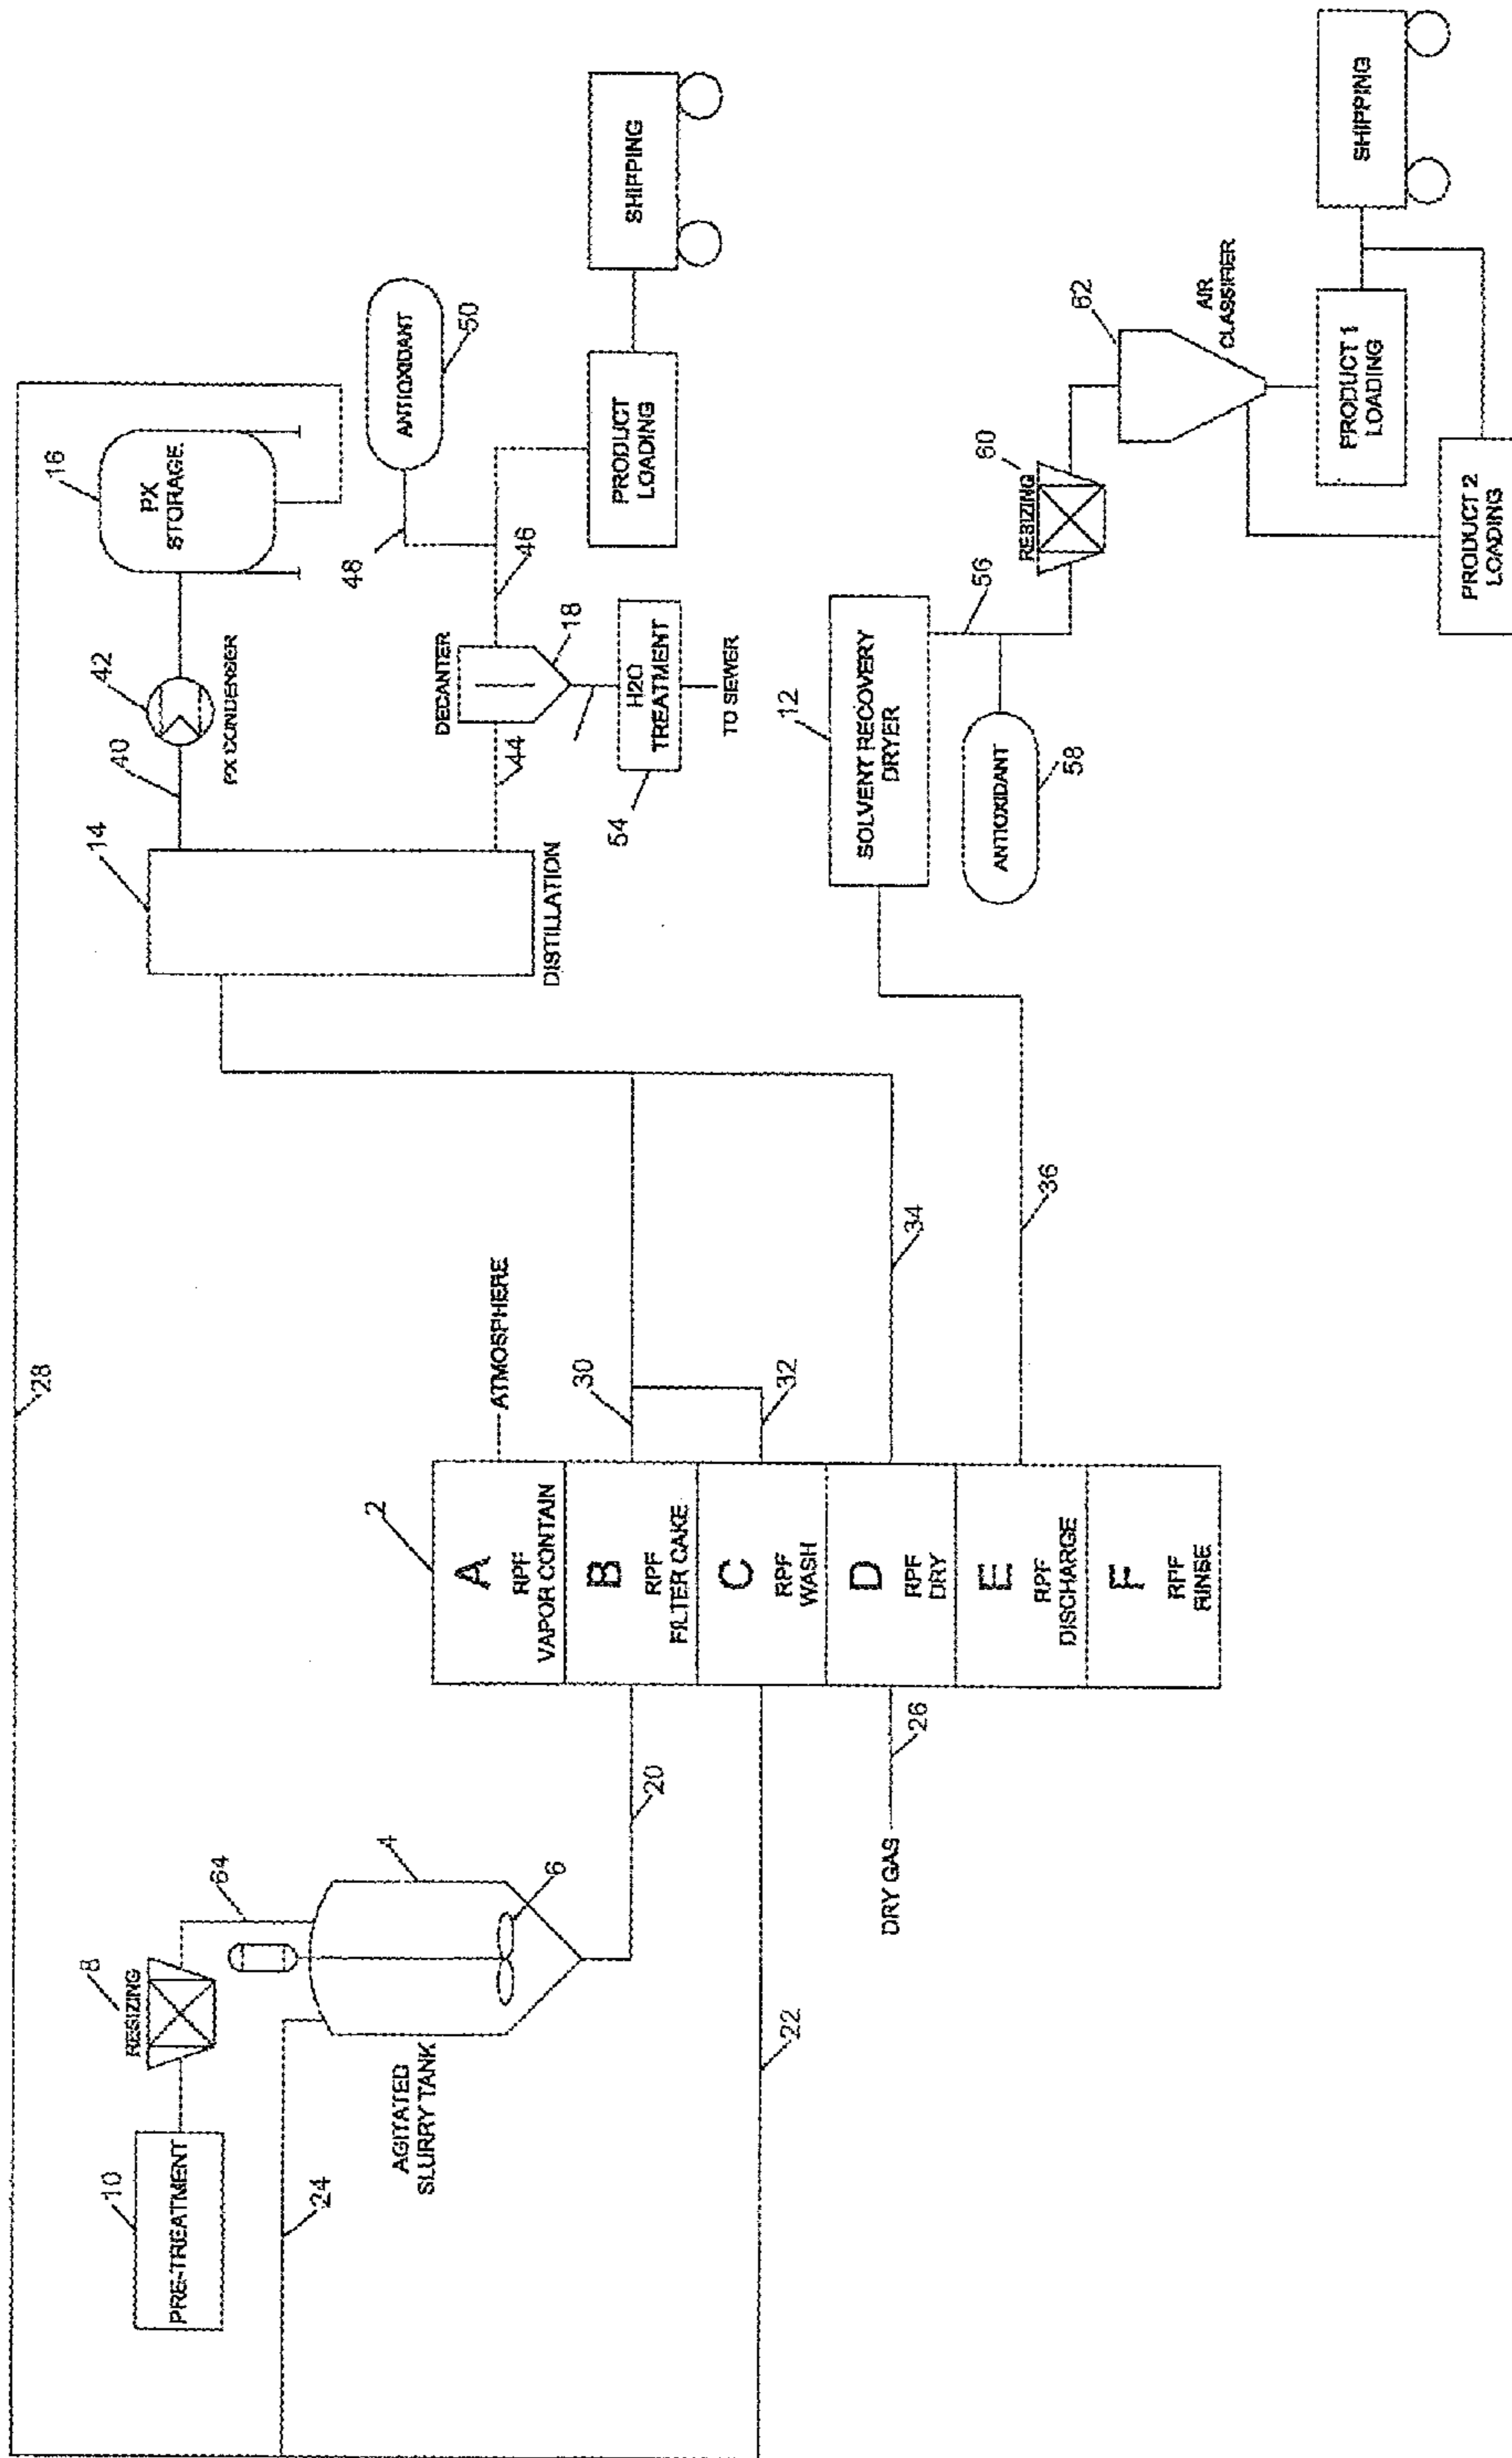 28
10
PRE-TREATMENT
RESIZING
8
64
24
AGITATED
SLURRY TANK
4
6
20
22
DRY GAS
26
2
A
RPF
VAPOR CONTAIN
B
RPF
FILTER CAKE
C
RPF
WASH
D
RPF
DRY
E
RPF
DISCHARGE
F
RPF
RINSE
ATMOSPHERE
30
32
34
36
14
DISTILLATION
40
42
PX CONDENSER
16
PX
STORAGE
44
DECANTER
18
46
48
ANTIOXIDANT
50
54
H2O
TREATMENT
TO SEWER
PRODUCT
LOADING
SHIPPING
12
SOLVENT RECOVERY
DRYER
56
ANTIOXIDANT
58
RESIZING
60
62
AIR
CLASSIFIER
PRODUCT 1
LOADING
PRODUCT 2
LOADING
SHIPPING